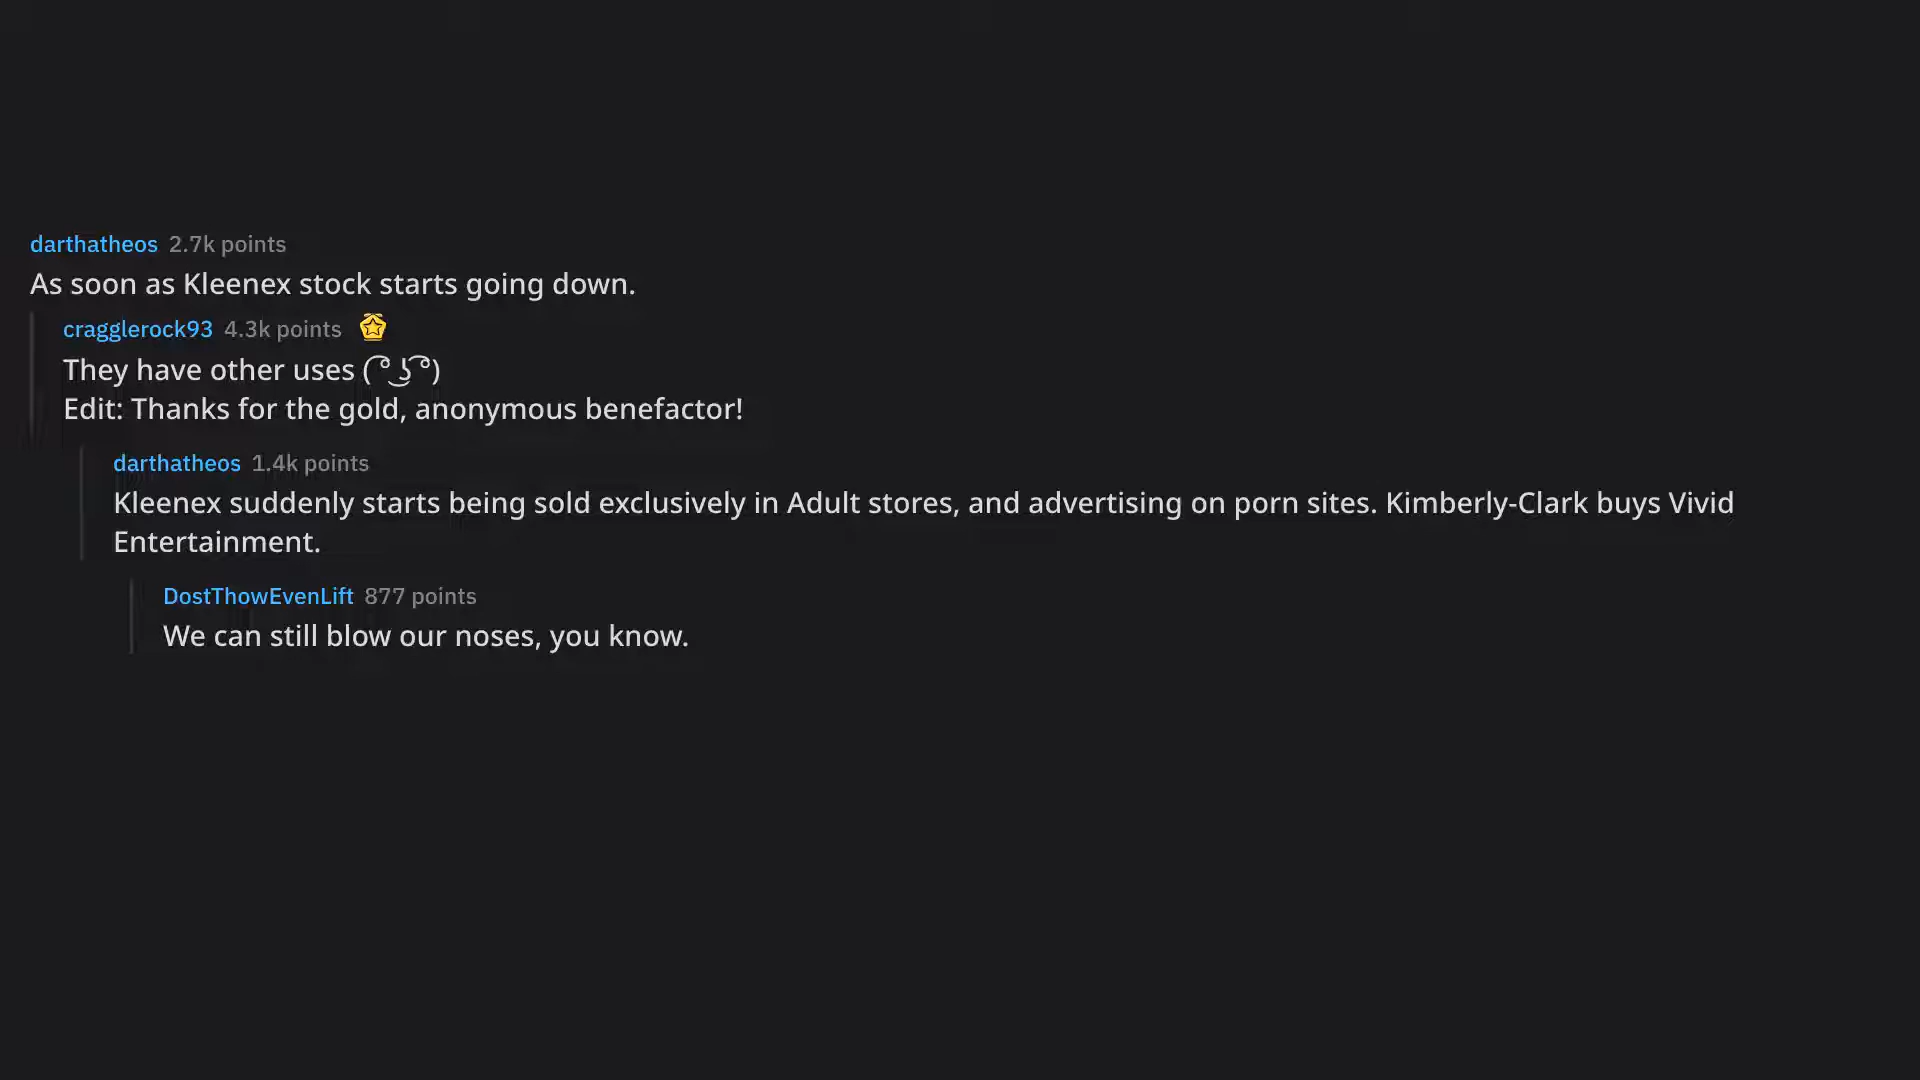 darthatheos 2.7k points
As soon as Kleenex stock starts going down.
cragglerock93 4.3k points
They have other uses ( ͡° ͜ʖ ͡°)
Edit: Thanks for the gold, anonymous benefactor!
darthatheos 1.4k points
Kleenex suddenly starts being sold exclusively in Adult stores, and advertising on porn sites. Kimberly-Clark buys Vivid
Entertainment.
DostThowEvenLift 877 points
We can still blow our noses, you know.